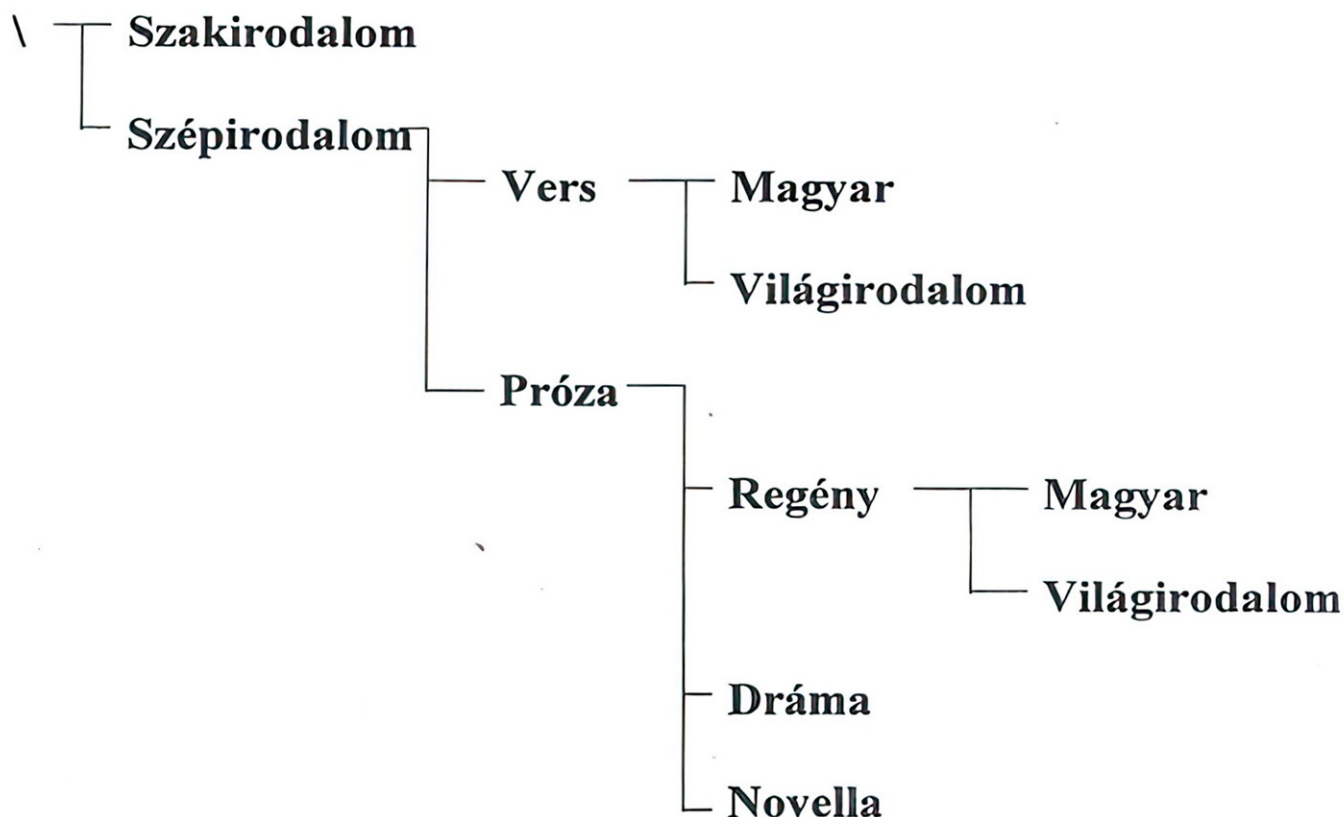 \ Szakirodalom
Szépirodalom
Vers Magyar
Világirodalom
Próza
Regény Magyar
Világirodalom
Dráma
Novella